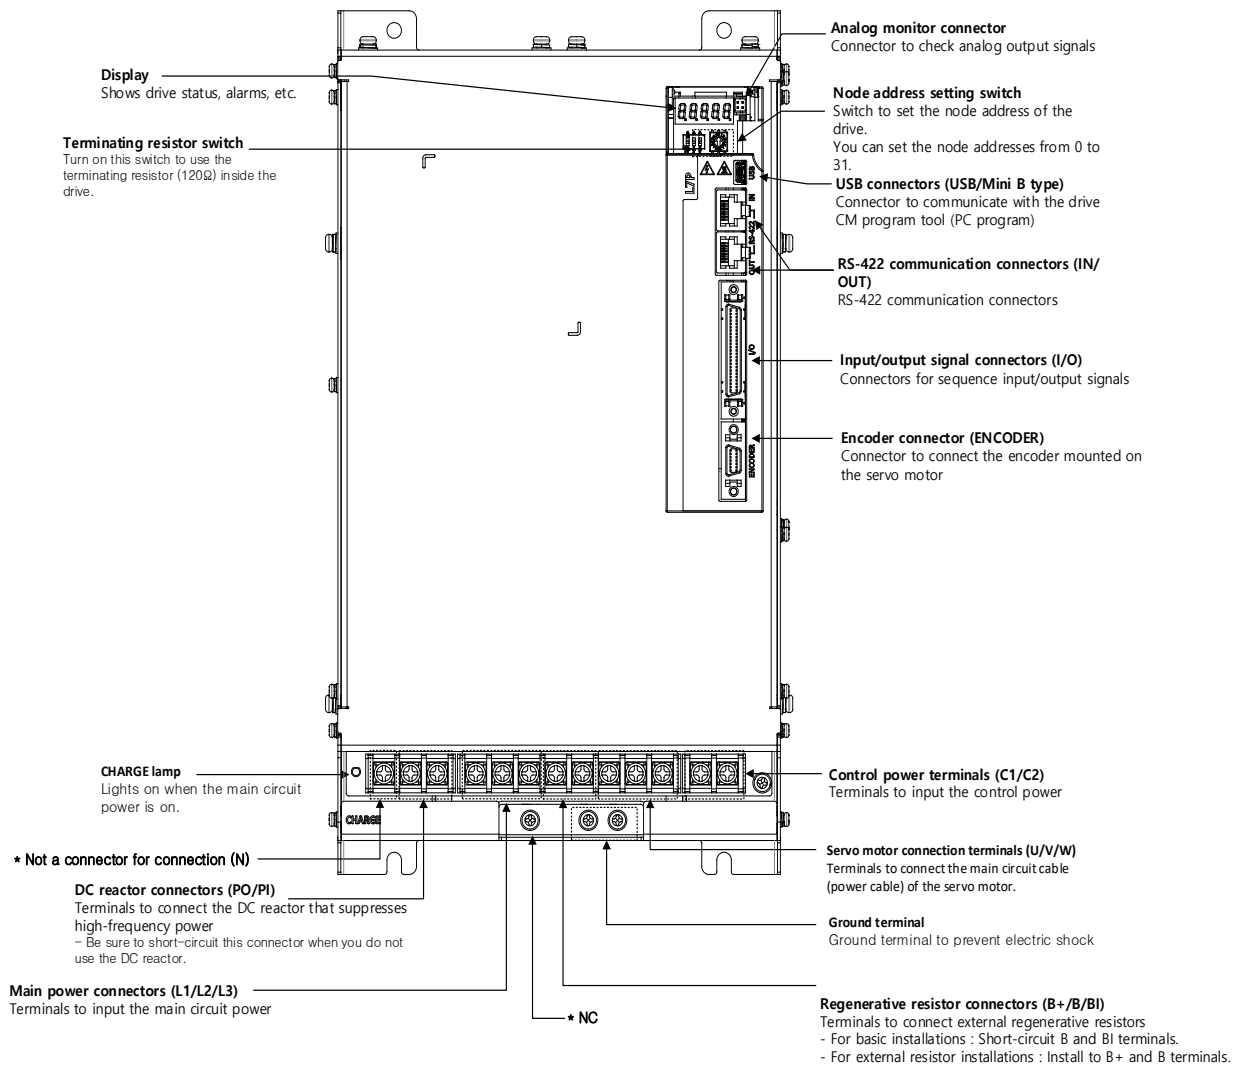 Analog monitor connector
Connector to check analog output signals
Display
Shows drive status, alarms, etc.
Node address setting switch
Switch to set the node address of the
drive.
You can set the node addresses from 0 to
31.
Terminating resistor switch
Turn on this switch to use the
terminating resistor (120Ω) inside the
drive.
USB connectors (USB/Mini B type)
Connector to communicate with the drive
CM program tool (PC program)
L7P
USB
IN
RS-422
OUT
RS-422 communication connectors (IN/
OUT)
RS-422 communication connectors
I/O
Input/output signal connectors (I/O)
Connectors for sequence input/output signals
ENCODER
Encoder connector (ENCODER)
Connector to connect the encoder mounted on
the servo motor
CHARGE lamp
Lights on when the main circuit
power is on.
Control power terminals (C1/C2)
Terminals to input the control power
CHARGE
* Not a connector for connection (N)
Servo motor connection terminals (U/V/W)
Terminals to connect the main circuit cable
(power cable) of the servo motor.
DC reactor connectors (PO/PI)
Terminals to connect the DC reactor that suppresses
high-frequency power
- Be sure to short-circuit this connector when you do not
use the DC reactor.
Ground terminal
Ground terminal to prevent electric shock
Main power connectors (L1/L2/L3)
Terminals to input the main circuit power
* NC
Regenerative resistor connectors (B+/B/BI)
Terminals to connect external regenerative resistors
- For basic installations : Short-circuit B and BI terminals.
- For external resistor installations : Install to B+ and B terminals.